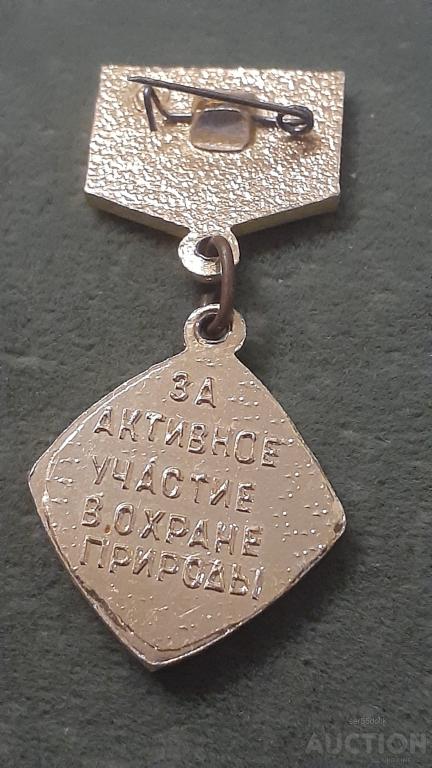 ЗА
АКТИВНОЕ
УЧАСТИЕ
В ОХРАНЕ
ПРИРОДЫ
AUCTION